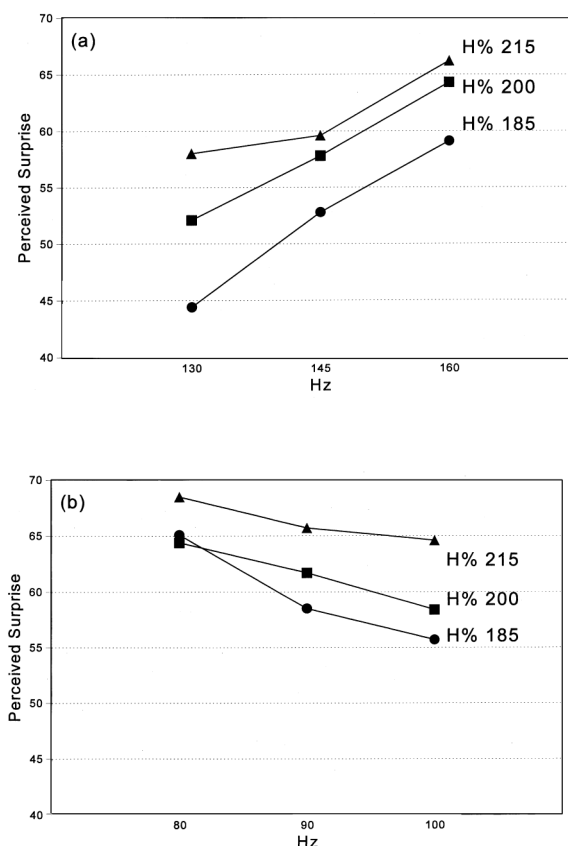 70
(a)
H% 215
65
H% 200
60
H% 185
55
50
45
40
130 145 160
Hz
Perceived Surprise
70
(b)
65
H% 215
60
H% 200
H% 185
55
50
45
40
80 90 100
Hz
Perceived Surprise